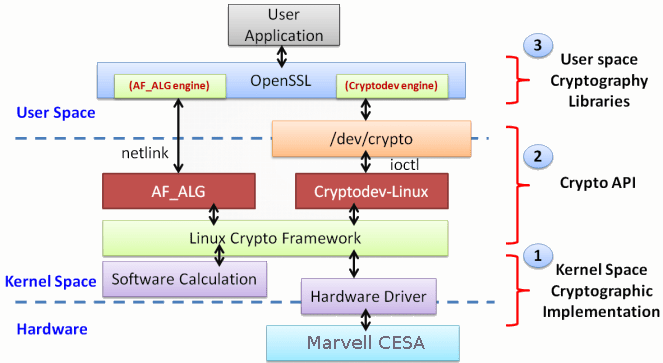 User
Application
3
(AF_ALG engine)
OpenSSL
(Cryptodev engine)
User space
Cryptography
Libraries
User Space
/dev/crypto
netlink
ioctl
2
AF_ALG
Cryptodev-Linux
Crypto API
Linux Crypto Framework
1
Kernel Space
Software Calculation
Kernel Space
Cryptographic
Implementation
Hardware Driver
Hardware
Marvell CESA